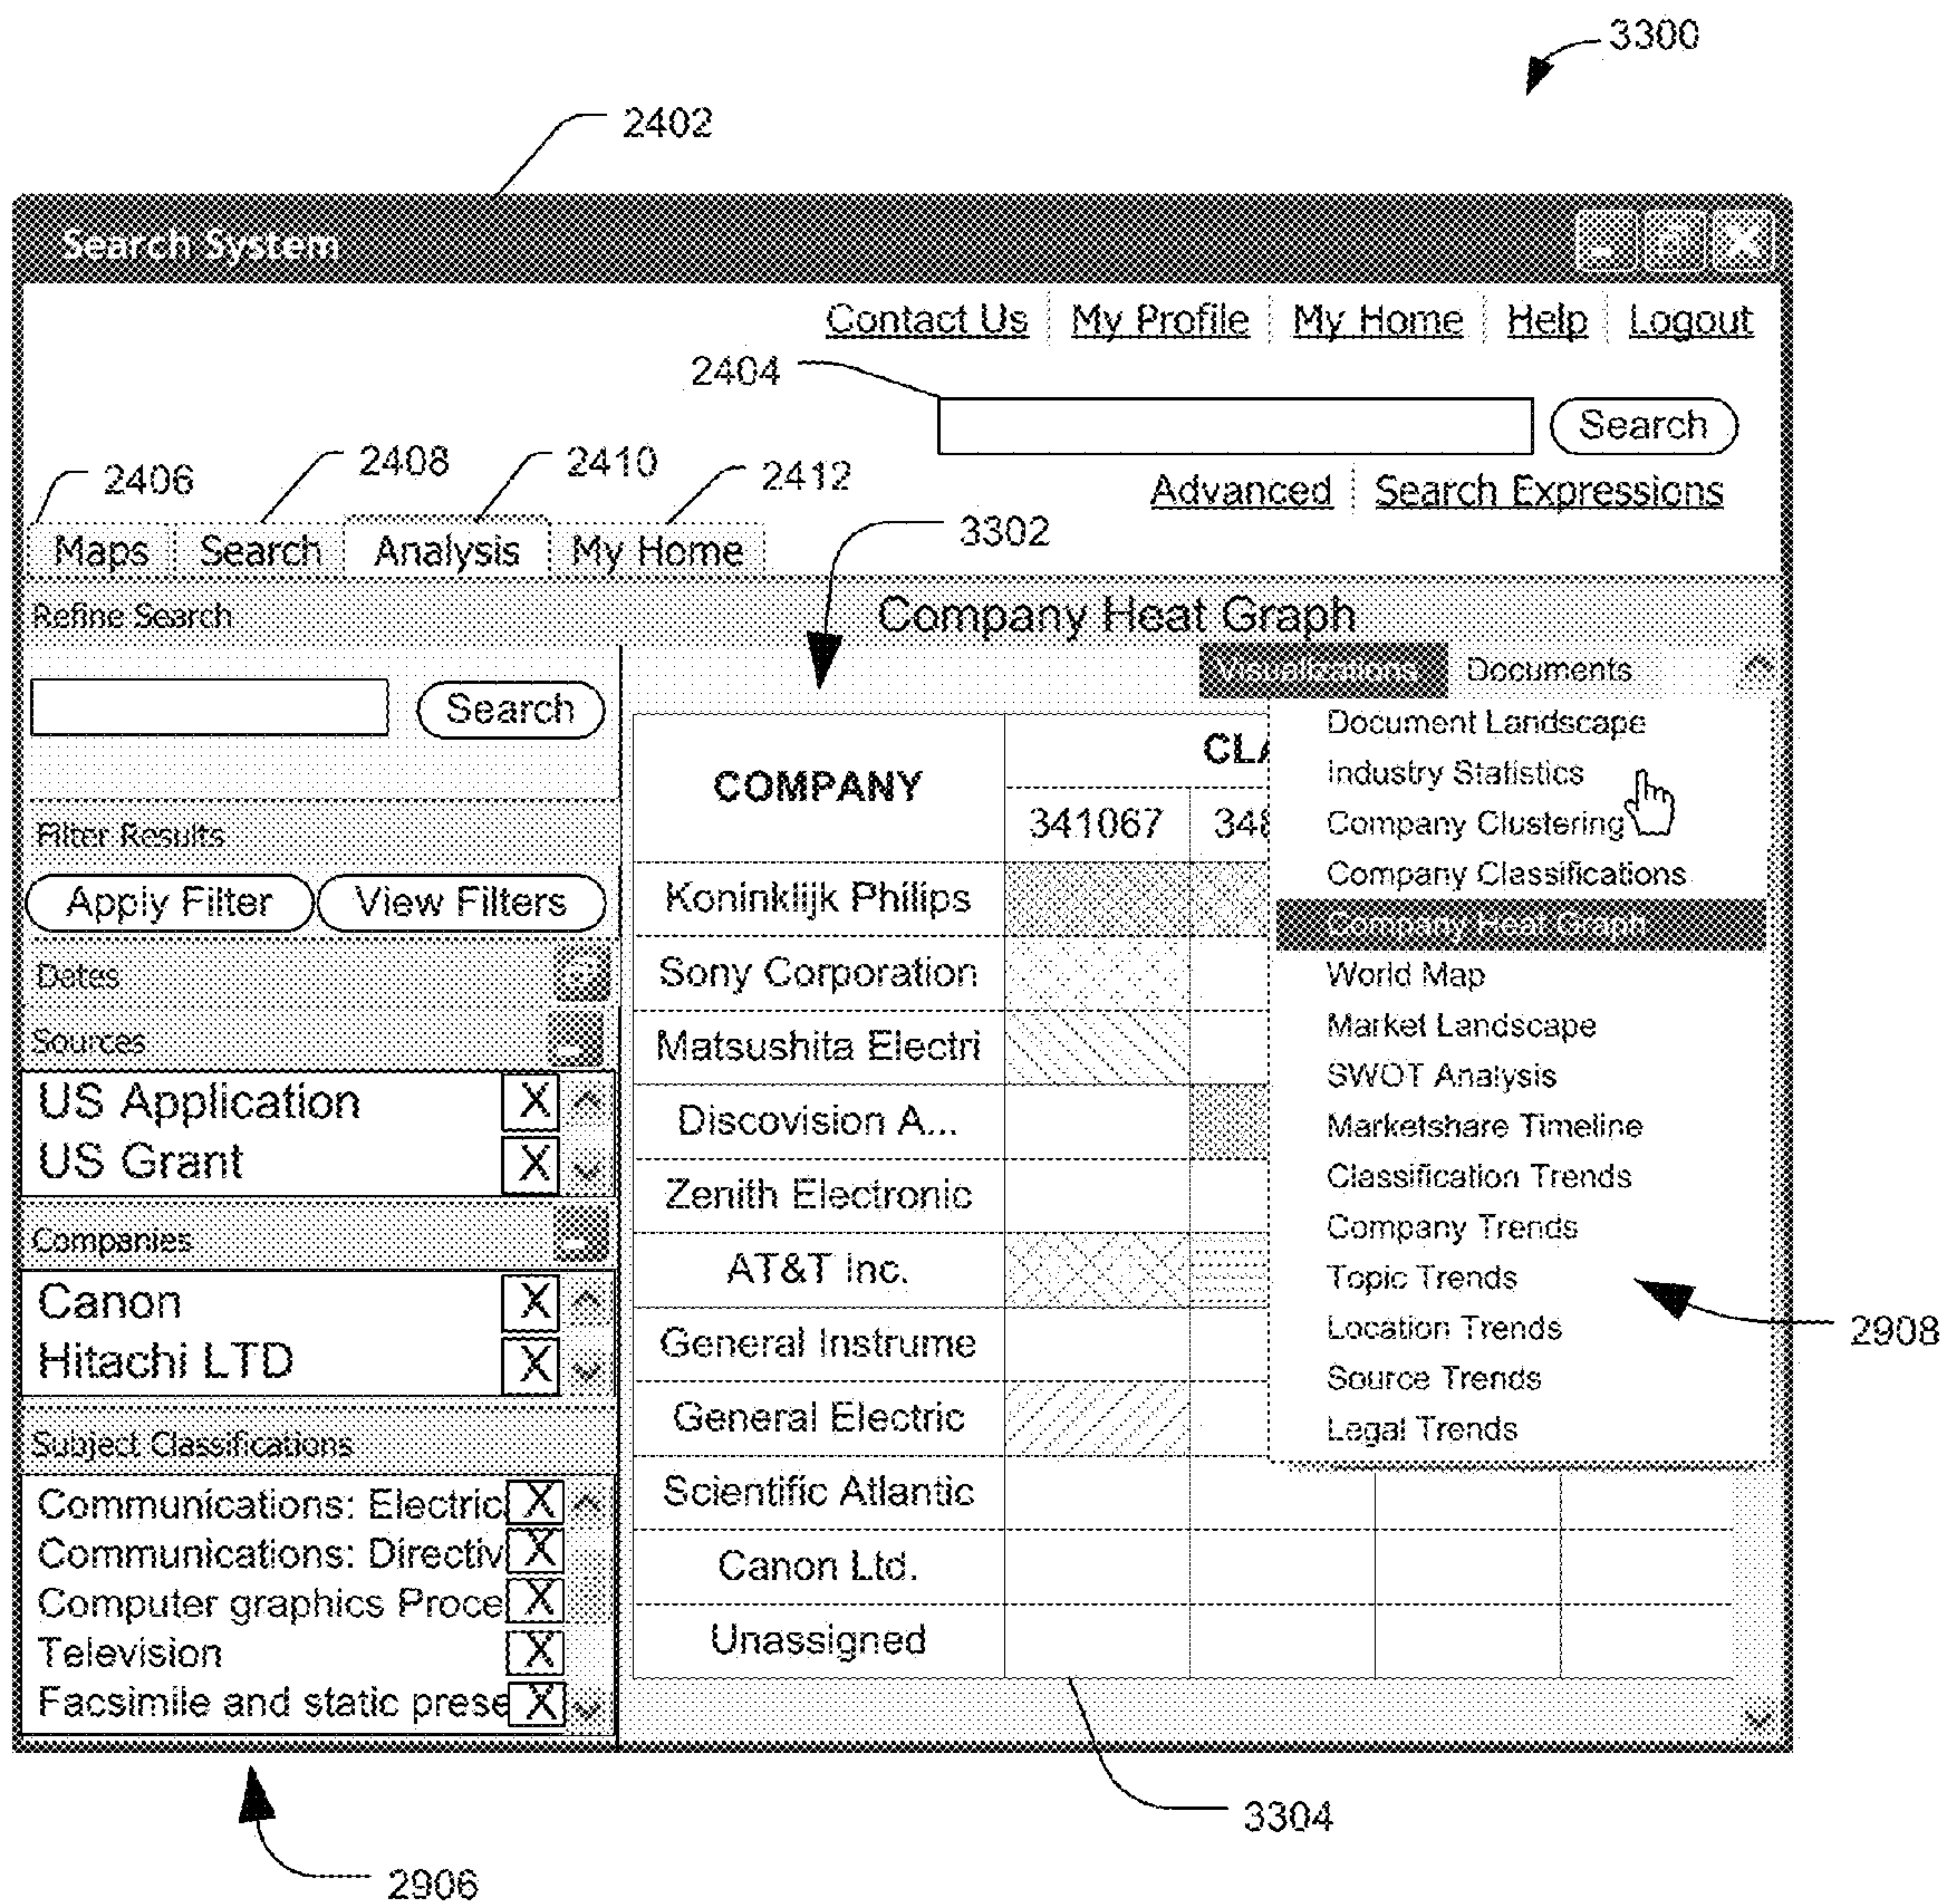 3300
2402
Search System
Contact Us My Profile My Home Help Logout
2404
Search
2406 2408 2410 2412
Advanced Search Expressions
3302
Maps Search Analysis My Home
Refine Search
Company Heat Graph
Visualizations Documents
Search
Document Landscape
Industry Statistics
Company Clustering
Company Classifications
Company Heat Graph
World Map
Market Landscape
SWOT Analysis
Marketshare Timeline
Classification Trends
Company Trends
Topic Trends
Location Trends
Source Trends
Legal Trends
2908
Filter Results
Apply Filter View Filters
Dates
Sources
US Application X
US Grant X
Companies
Canon X
Hitachi LTD X
Subject Classifications
Communications: Electric X
Communications: Directiv X
Computer graphics Proce X
Television X
Facsimile and static prese X
COMPANY
CLA
341067 348
Koninklijk Philips
Sony Corporation
Matsushita Electri
Discovision A...
Zenith Electronic
AT&T Inc.
General Instrume
General Electric
Scientific Atlantic
Canon Ltd.
Unassigned
3304
2906